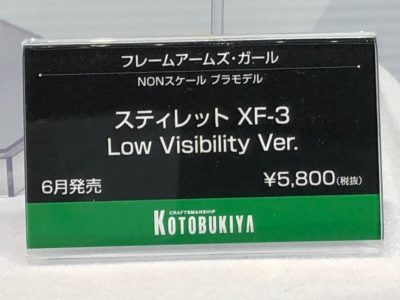 フレームアームズ・ガール
NONスケール プラモデル
スティレット XF-3
Low Visibility Ver.
6月発売 ¥5,800(税抜)
CRAFTSMANSHIP
KOTOBUKIYA